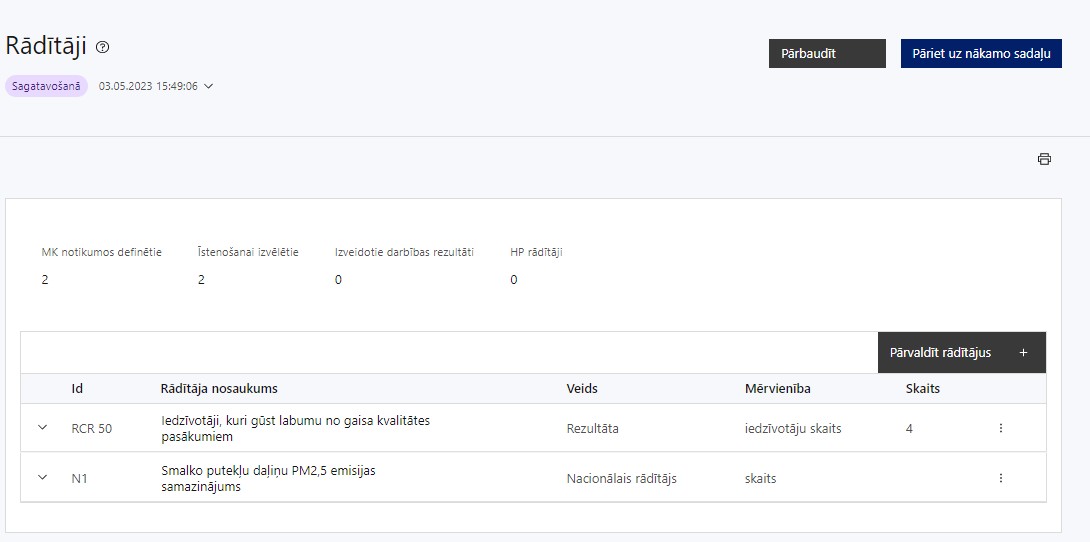 Rādītāji
Pārbaudīt
Pāriet uz nākamo sadaļu
Sagatavošanā 03.05.2023 15:49:06
MK notikumos definētie Īstenošanai izvēlētie Izveidotie darbības rezultāti HP rādītāji
2 2 0 0
Pārvaldīt rādītājus +
Id Rādītāja nosaukums Veids Mērvienība Skaits
RCR 50 Iedzīvotāji, kuri gūst labumu no gaisa kvalitātes
pasākumiem Rezultāta iedzīvotāju skaits 4
N1 Smalko putekļu daļiņu PM2,5 emisijas
samazinājums Nacionālais rādītājs skaits